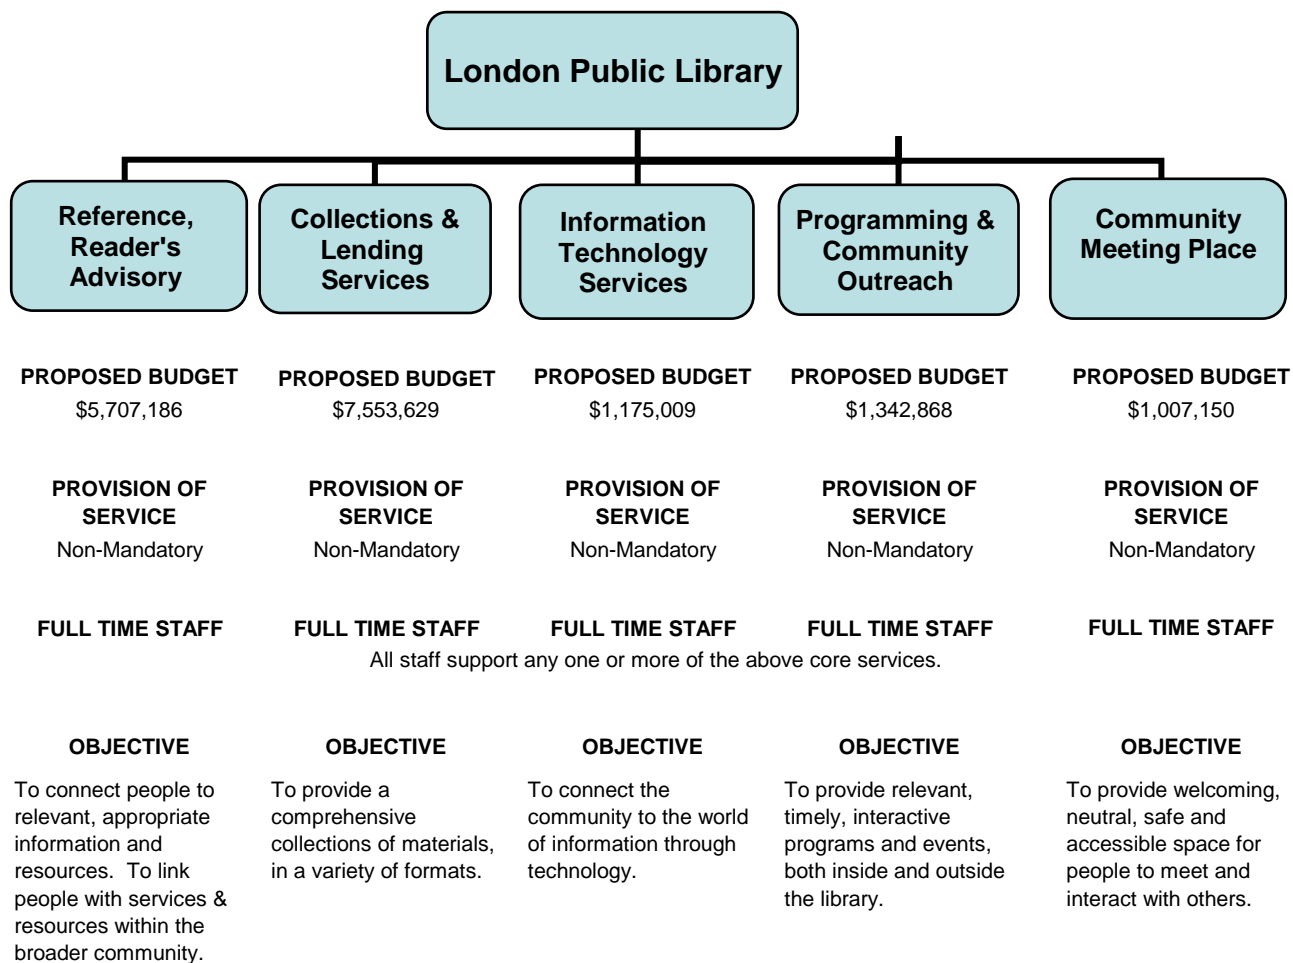 London Public Library
Reference,
Reader's
Advisory
Collections &
Lending
Services
Information
Technology
Services
Programming &
Community
Outreach
Community
Meeting Place
PROPOSED BUDGET
$5,707,186
PROPOSED BUDGET
$7,553,629
PROPOSED BUDGET
$1,175,009
PROPOSED BUDGET
$1,342,868
PROPOSED BUDGET
$1,007,150
PROVISION OF
SERVICE
Non-Mandatory
PROVISION OF
SERVICE
Non-Mandatory
PROVISION OF
SERVICE
Non-Mandatory
PROVISION OF
SERVICE
Non-Mandatory
PROVISION OF
SERVICE
Non-Mandatory
FULL TIME STAFF
FULL TIME STAFF
FULL TIME STAFF
FULL TIME STAFF
FULL TIME STAFF
All staff support any one or more of the above core services.
OBJECTIVE
To connect people to
relevant, appropriate
information and
resources.  To link
people with services &
resources within the
broader community.
OBJECTIVE
To provide a
comprehensive
collections of materials,
in a variety of formats.
OBJECTIVE
To connect the
community to the world
of information through
technology.
OBJECTIVE
To provide relevant,
timely, interactive
programs and events,
both inside and outside
the library.
OBJECTIVE
To provide welcoming,
neutral, safe and
accessible space for
people to meet and
interact with others.